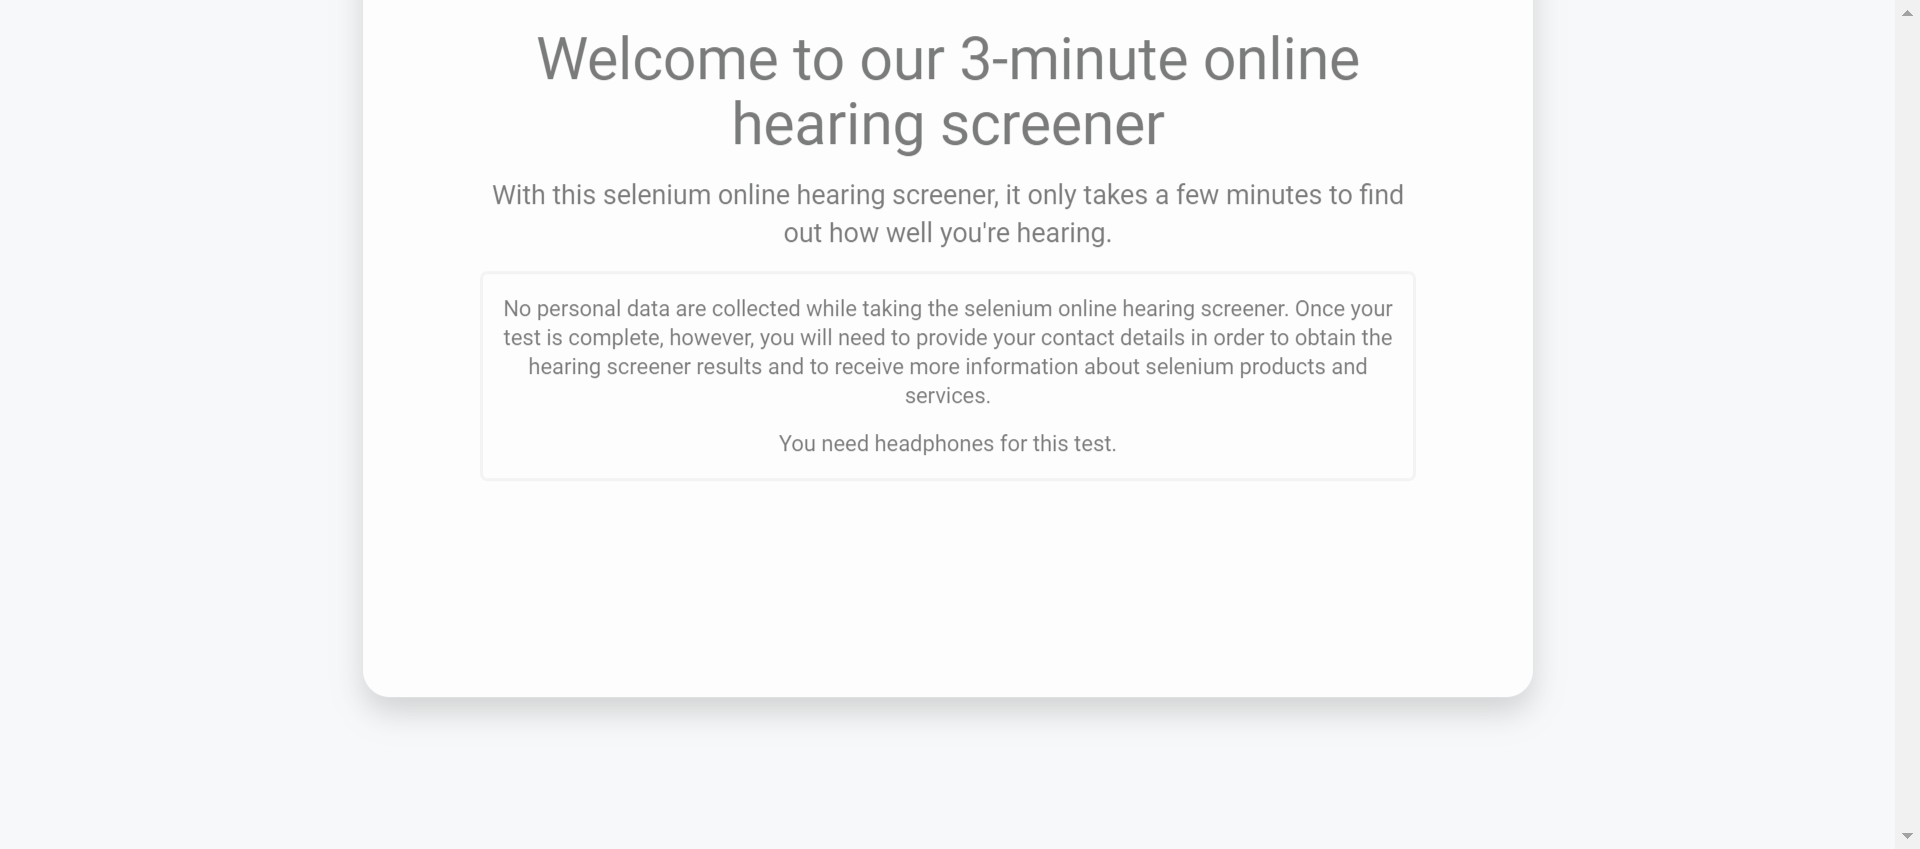 Welcome to our 3-minute online
hearing screener
With this selenium online hearing screener, it only takes a few minutes to find
out how well you're hearing.
No personal data are collected while taking the selenium online hearing screener. Once your
test is complete, however, you will need to provide your contact details in order to obtain the
hearing screener results and to receive more information about selenium products and
services.
You need headphones for this test.